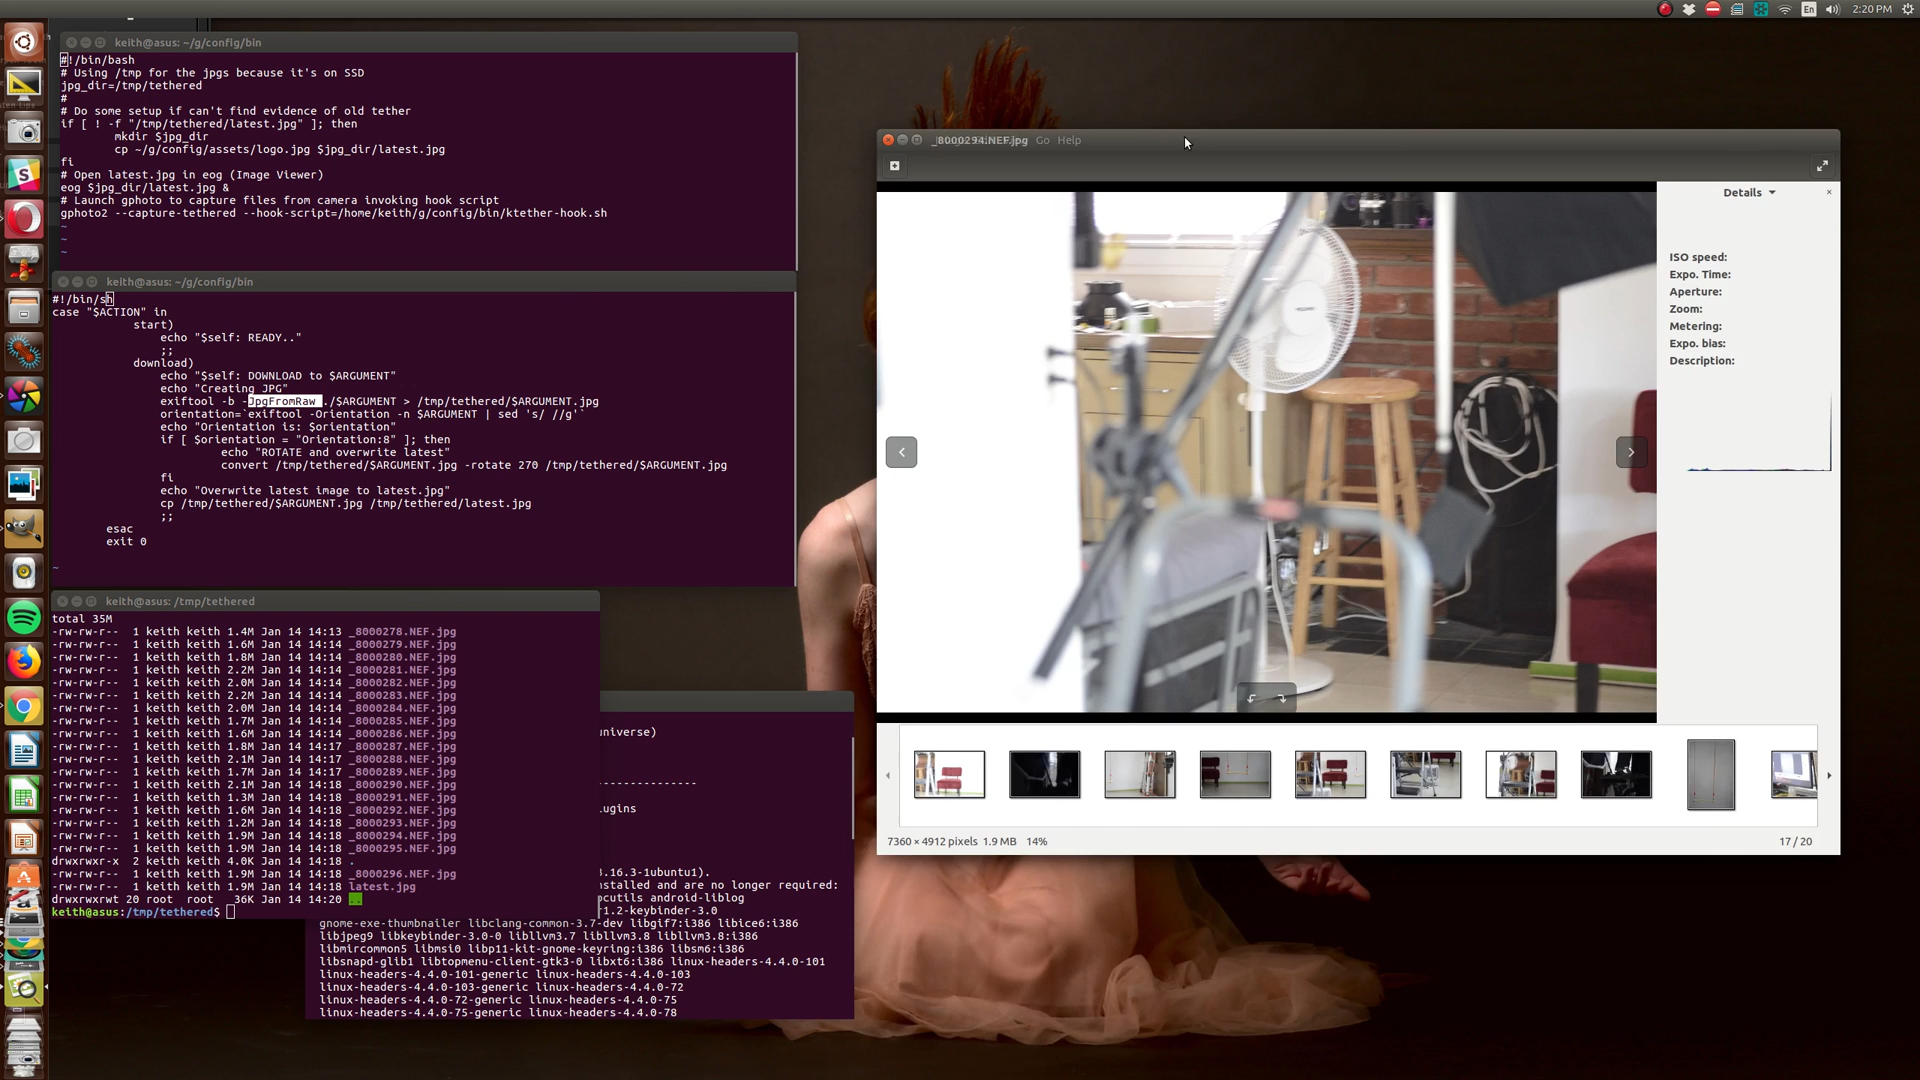 En
2:20 PM
keith@asus: ~/g/config/bin
#!/bin/bash
# Using /tmp for the jpgs because it's on SSD
jpg_dir=/tmp/tethered
#
# Do some setup if can't find evidence of old tether
if [ ! -f "/tmp/tethered/latest.jpg" ]; then
mkdir $jpg_dir
cp ~/g/config/assets/logo.jpg $jpg_dir/latest.jpg
fi
# Open latest.jpg in eog (Image Viewer)
eog $jpg_dir/latest.jpg &
# Launch gphoto to capture files from camera invoking hook script
gphoto2 --capture-tethered --hook-script=/home/keith/g/config/bin/ktether-hook.sh
~
~
~
keith@asus: ~/g/config/bin
#!/bin/sh
case "$ACTION" in
start)
echo "$self: READY.."
;;
download)
echo "$self: DOWNLOAD to $ARGUMENT"
echo "Creating JPG"
exiftool -b -JpgFromRaw ./$ARGUMENT > /tmp/tethered/$ARGUMENT.jpg
orientation=`exiftool -Orientation -n $ARGUMENT | sed 's/ //g'`
echo "Orientation is: $orientation"
if [ $orientation = "Orientation:8" ]; then
echo "ROTATE and overwrite latest"
convert /tmp/tethered/$ARGUMENT.jpg -rotate 270 /tmp/tethered/$ARGUMENT.jpg
fi
echo "Overwrite latest image to latest.jpg"
cp /tmp/tethered/$ARGUMENT.jpg /tmp/tethered/latest.jpg
;;
esac
exit 0
~
keith@asus: /tmp/tethered
total 35M
-rw-rw-r-- 1 keith keith 1.4M Jan 14 14:13 _8000278.NEF.jpg
-rw-rw-r-- 1 keith keith 1.6M Jan 14 14:14 _8000279.NEF.jpg
-rw-rw-r-- 1 keith keith 1.8M Jan 14 14:14 _8000280.NEF.jpg
-rw-rw-r-- 1 keith keith 2.2M Jan 14 14:14 _8000281.NEF.jpg
-rw-rw-r-- 1 keith keith 2.0M Jan 14 14:14 _8000282.NEF.jpg
-rw-rw-r-- 1 keith keith 2.2M Jan 14 14:14 _8000283.NEF.jpg
-rw-rw-r-- 1 keith keith 2.0M Jan 14 14:14 _8000284.NEF.jpg
-rw-rw-r-- 1 keith keith 1.7M Jan 14 14:14 _8000285.NEF.jpg
-rw-rw-r-- 1 keith keith 1.6M Jan 14 14:14 _8000286.NEF.jpg
-rw-rw-r-- 1 keith keith 1.8M Jan 14 14:17 _8000287.NEF.jpg
-rw-rw-r-- 1 keith keith 2.1M Jan 14 14:17 _8000288.NEF.jpg
-rw-rw-r-- 1 keith keith 1.7M Jan 14 14:17 _8000289.NEF.jpg
-rw-rw-r-- 1 keith keith 2.1M Jan 14 14:18 _8000290.NEF.jpg
-rw-rw-r-- 1 keith keith 1.3M Jan 14 14:18 _8000291.NEF.jpg
-rw-rw-r-- 1 keith keith 1.6M Jan 14 14:18 _8000292.NEF.jpg
-rw-rw-r-- 1 keith keith 1.2M Jan 14 14:18 _8000293.NEF.jpg
-rw-rw-r-- 1 keith keith 1.9M Jan 14 14:18 _8000294.NEF.jpg
-rw-rw-r-- 1 keith keith 1.9M Jan 14 14:18 _8000295.NEF.jpg
drwxrwxr-x 2 keith keith 4.0K Jan 14 14:18 .
-rw-rw-r-- 1 keith keith 1.9M Jan 14 14:18 _8000296.NEF.jpg
-rw-rw-r-- 1 keith keith 1.9M Jan 14 14:18 latest.jpg
drwxrwxrwt 20 root root 36K Jan 14 14:20 ..
keith@asus:/tmp/tethered$
universe)
---------------
lugins
3.16.3-1ubuntu1).
nstalled and are no longer required:
pcutils android-liblog
1.2-keybinder-3.0
gnome-exe-thumbnailer libclang-common-3.7-dev libgif7:i386 libice6:i386
libjpeg9 libkeybinder-3.0-0 libllvm3.7 libllvm3.8 libllvm3.8:i386
libmircommon5 libmsi0 libp11-kit-gnome-keyring:i386 libsm6:i386
libsnapd-glib1 libtopmenu-client-gtk3-0 libxt6:i386 linux-headers-4.4.0-101
linux-headers-4.4.0-101-generic linux-headers-4.4.0-103
linux-headers-4.4.0-103-generic linux-headers-4.4.0-72
linux-headers-4.4.0-72-generic linux-headers-4.4.0-75
linux-headers-4.4.0-75-generic linux-headers-4.4.0-78
_8000294.NEF.jpg Go Help
Details
ISO speed:
Expo. Time:
Aperture:
Zoom:
Metering:
Expo. bias:
Description:
7360 × 4912 pixels 1.9 MB 14%
17 / 20